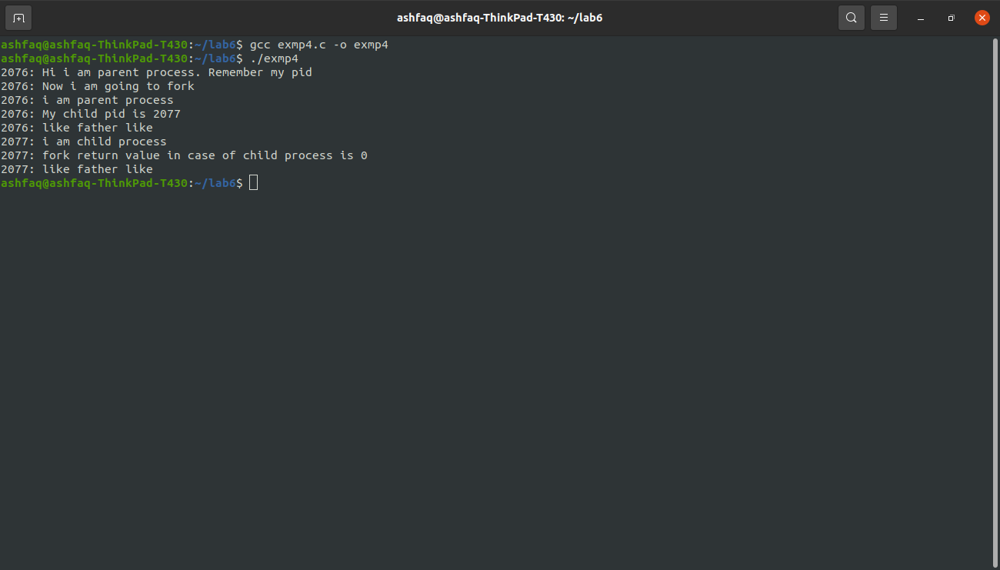 ashfaq@ashfaq-ThinkPad-T430: ~/lab6
ashfaq@ashfaq-ThinkPad-T430:~/lab6$ gcc exmp4.c -o exmp4
ashfaq@ashfaq-ThinkPad-T430:~/lab6$ ./exmp4
2076: Hi i am parent process. Remember my pid
2076: Now i am going to fork
2076: i am parent process
2076: My child pid is 2077
2076: like father like
2077: i am child process
2077: fork return value in case of child process is 0
2077: like father like
ashfaq@ashfaq-ThinkPad-T430:~/lab6$